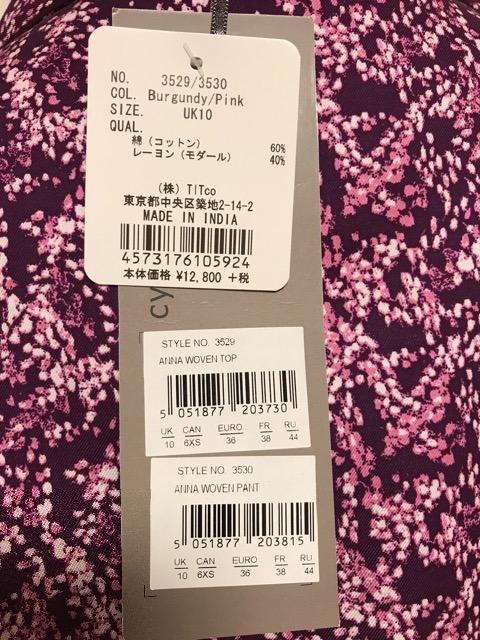 NO. 3529/3530
COL. Burgundy/Pink
SIZE. UK10
QUAL.
綿（コットン） 60%
レーヨン（モダール） 40%
（株）TITco
東京都中央区築地2-14-2
MADE IN INDIA
4573176105924
本体価格 ¥12,800 +税
cy
STYLE NO. 3529
ANNA WOVEN TOP
5 051877 203730
UK CAN EURO FR RU
10 6XS 36 38 44
STYLE NO. 3530
ANNA WOVEN PANT
5 051877 203815
UK CAN EURO FR RU
10 6XS 36 38 44